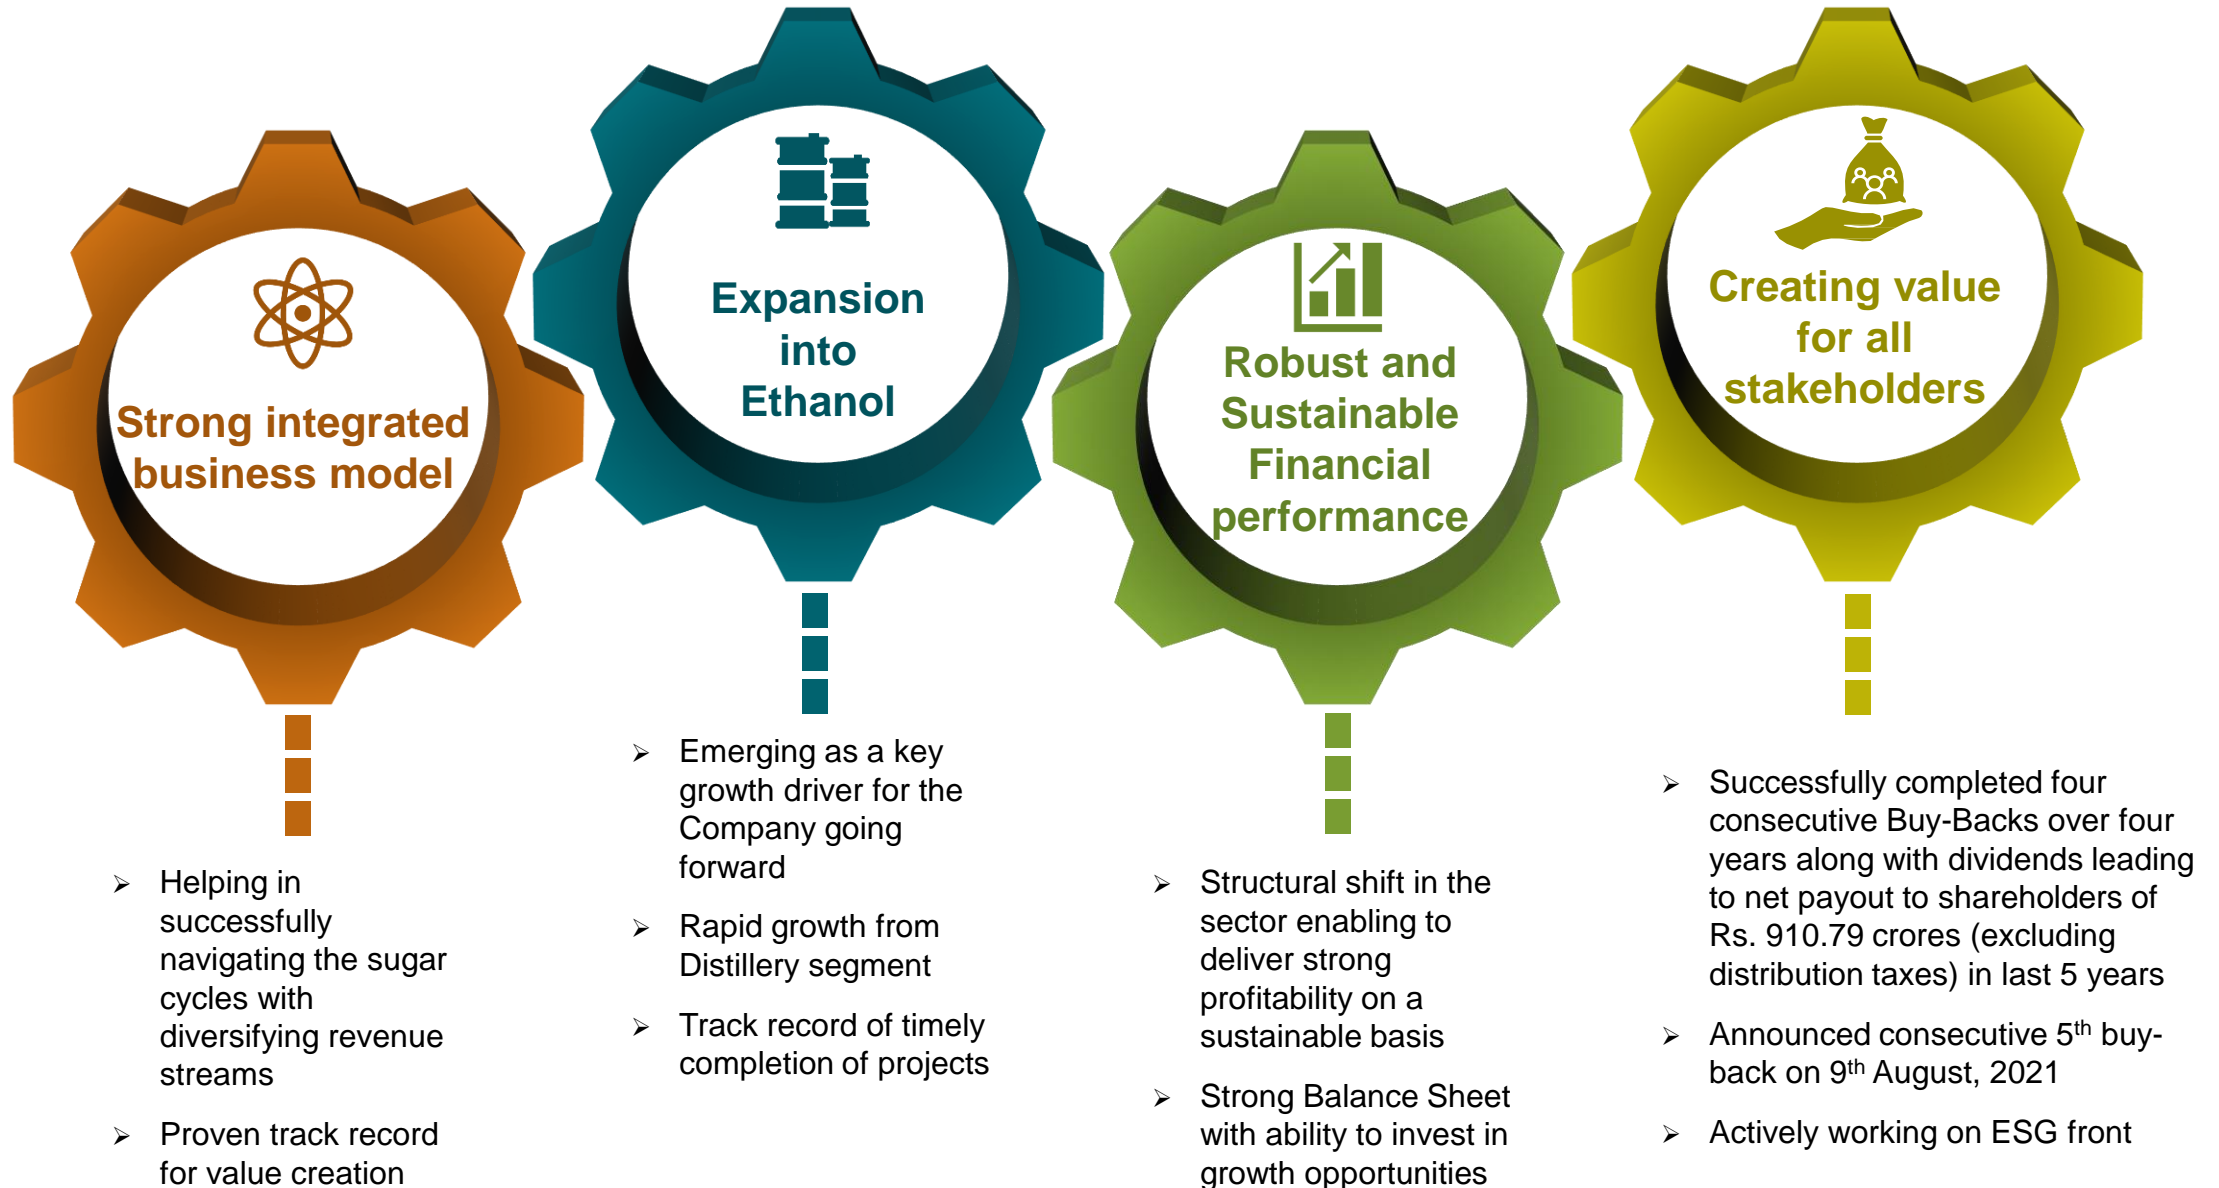 Strong integrated
business model
Helping in
successfully
navigating the sugar
cycles with
diversifying revenue
streams
Proven track record
for value creation
Expansion
into
Ethanol
Emerging as a key
growth driver for the
Company going
forward
Rapid growth from
Distillery segment
Track record of timely
completion of projects
Robust and
Sustainable
Financial
performance
Structural shift in the
sector enabling to
deliver strong
profitability on a
sustainable basis
Strong Balance Sheet
with ability to invest in
growth opportunities
Creating value
for all
stakeholders
Successfully completed four
consecutive Buy-Backs over four
years along with dividends leading
to net payout to shareholders of
Rs. 910.79 crores (excluding
distribution taxes) in last 5 years
Announced consecutive 5th buy-
back on 9th August, 2021
Actively working on ESG front